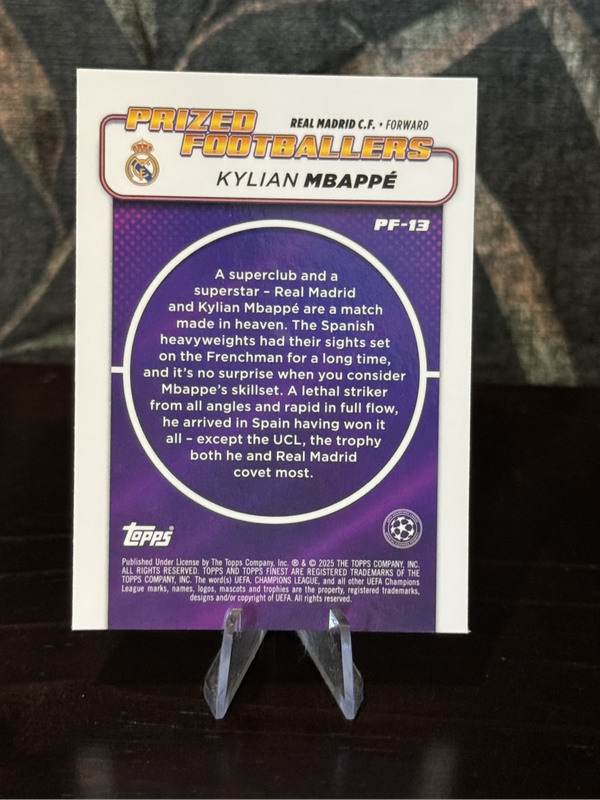 PRIZED
FOOTBALLERS
REAL MADRID C.F. • FORWARD
KYLIAN MBAPPÉ
PF-13
A superclub and a
superstar – Real Madrid
and Kylian Mbappé are a match
made in heaven. The Spanish
heavyweights had their sights set
on the Frenchman for a long time,
and it's no surprise when you consider
Mbappe's skillset. A lethal striker
from all angles and rapid in full flow,
he arrived in Spain having won it
all – except the UCL, the trophy
both he and Real Madrid
covet most.
topps
Published Under License by The Topps Company, Inc. ® & © 2025 THE TOPPS COMPANY, INC.
ALL RIGHTS RESERVED. TOPPS AND TOPPS FINEST ARE REGISTERED TRADEMARKS OF THE
TOPPS COMPANY, INC. The word(s) UEFA, CHAMPIONS LEAGUE, and all other UEFA Champions
League marks, names, logos, mascots and trophies are the property, registered trademarks,
designs and/or copyright of UEFA. All rights reserved.